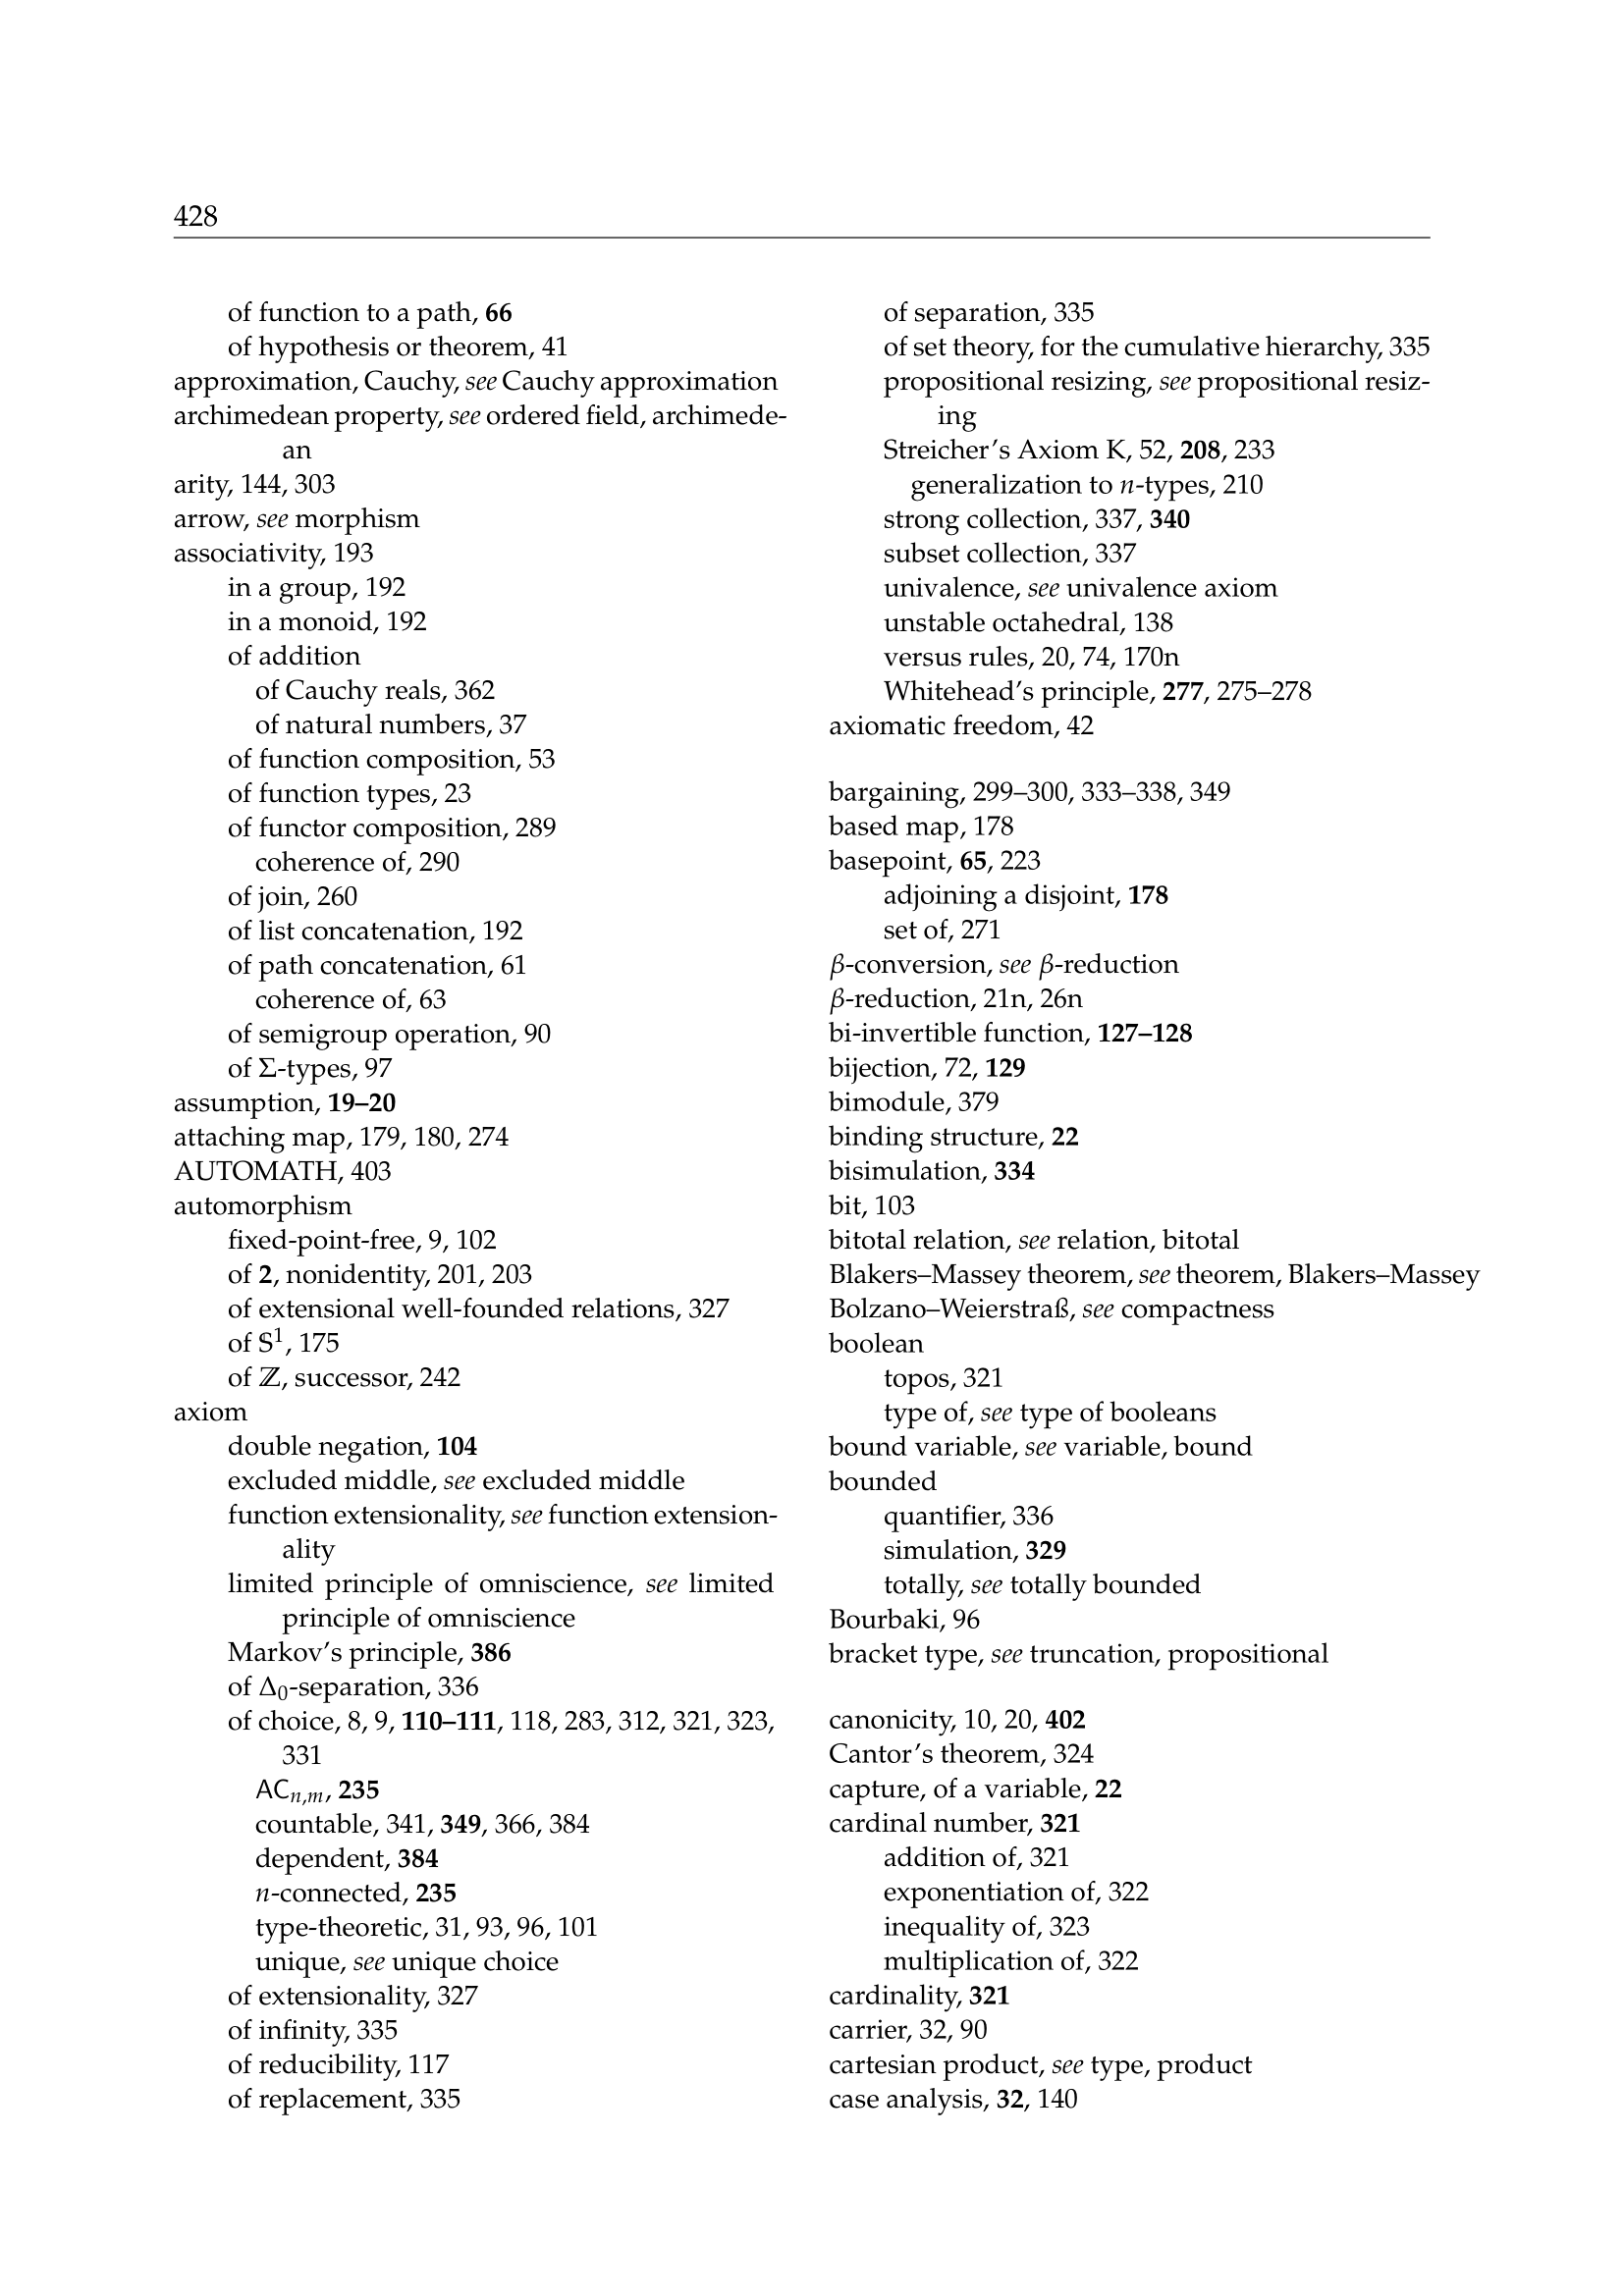 428
of function to a path, 66
of hypothesis or theorem, 41
approximation, Cauchy, see Cauchy approximation
archimedean property, see ordered field, archimede-
an
arity, 144, 303
arrow, see morphism
associativity, 193
in a group, 192
in a monoid, 192
of addition
of Cauchy reals, 362
of natural numbers, 37
of function composition, 53
of function types, 23
of functor composition, 289
coherence of, 290
of join, 260
of list concatenation, 192
of path concatenation, 61
coherence of, 63
of semigroup operation, 90
of Σ-types, 97
assumption, 19–20
attaching map, 179, 180, 274
AUTOMATH, 403
automorphism
fixed-point-free, 9, 102
of 2, nonidentity, 201, 203
of extensional well-founded relations, 327
of 𝕊¹, 175
of ℤ, successor, 242
axiom
double negation, 104
excluded middle, see excluded middle
function extensionality, see function extension-
ality
limited principle of omniscience, see limited
principle of omniscience
Markov's principle, 386
of Δ₀-separation, 336
of choice, 8, 9, 110–111, 118, 283, 312, 321, 323,
331
ACn,m, 235
countable, 341, 349, 366, 384
dependent, 384
n-connected, 235
type-theoretic, 31, 93, 96, 101
unique, see unique choice
of extensionality, 327
of infinity, 335
of reducibility, 117
of replacement, 335
of separation, 335
of set theory, for the cumulative hierarchy, 335
propositional resizing, see propositional resiz-
ing
Streicher's Axiom K, 52, 208, 233
generalization to n-types, 210
strong collection, 337, 340
subset collection, 337
univalence, see univalence axiom
unstable octahedral, 138
versus rules, 20, 74, 170n
Whitehead's principle, 277, 275–278
axiomatic freedom, 42
bargaining, 299–300, 333–338, 349
based map, 178
basepoint, 65, 223
adjoining a disjoint, 178
set of, 271
β-conversion, see β-reduction
β-reduction, 21n, 26n
bi-invertible function, 127–128
bijection, 72, 129
bimodule, 379
binding structure, 22
bisimulation, 334
bit, 103
bitotal relation, see relation, bitotal
Blakers–Massey theorem, see theorem, Blakers–Massey
Bolzano–Weierstraß, see compactness
boolean
topos, 321
type of, see type of booleans
bound variable, see variable, bound
bounded
quantifier, 336
simulation, 329
totally, see totally bounded
Bourbaki, 96
bracket type, see truncation, propositional
canonicity, 10, 20, 402
Cantor's theorem, 324
capture, of a variable, 22
cardinal number, 321
addition of, 321
exponentiation of, 322
inequality of, 323
multiplication of, 322
cardinality, 321
carrier, 32, 90
cartesian product, see type, product
case analysis, 32, 140